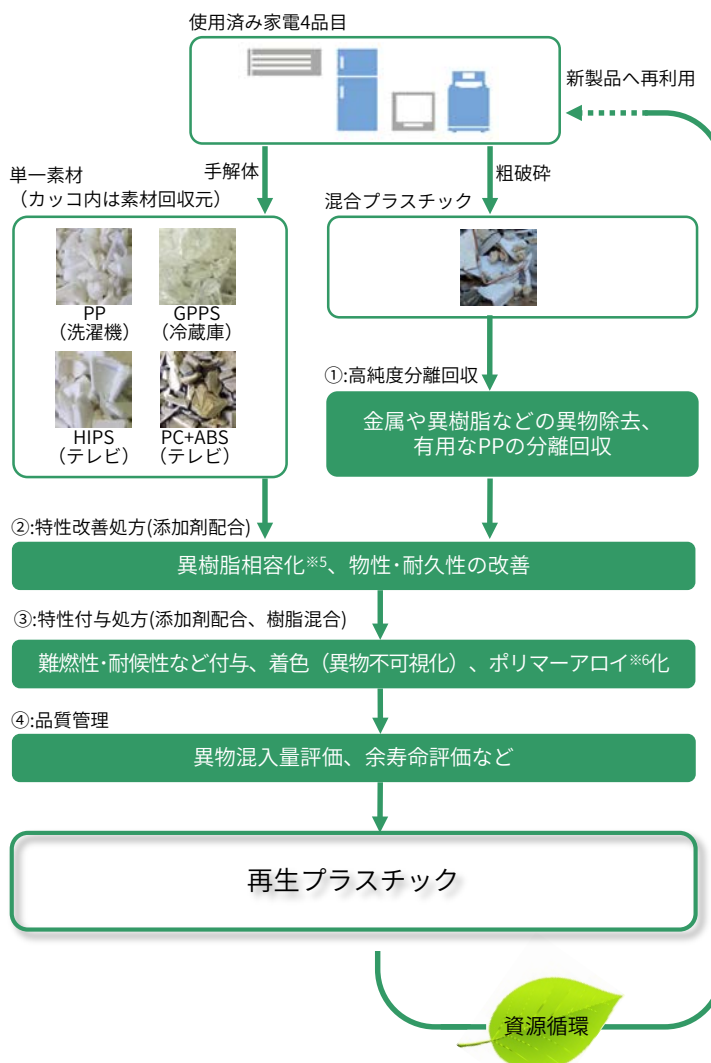 使用済み家電4品目
新製品へ再利用
手解体
粗破砕
単一素材
（カッコ内は素材回収元）
混合プラスチック
PP
（洗濯機）
GPPS
（冷蔵庫）
HIPS
（テレビ）
PC+ABS
（テレビ）
①:高純度分離回収
金属や異樹脂などの異物除去、
有用なPPの分離回収
②:特性改善処方(添加剤配合)
異樹脂相容化※5、物性･耐久性の改善
③:特性付与処方(添加剤配合、樹脂混合)
難燃性･耐候性など付与、着色（異物不可視化）、ポリマーアロイ※6化
④:品質管理
異物混入量評価、余寿命評価など
再生プラスチック
資源循環